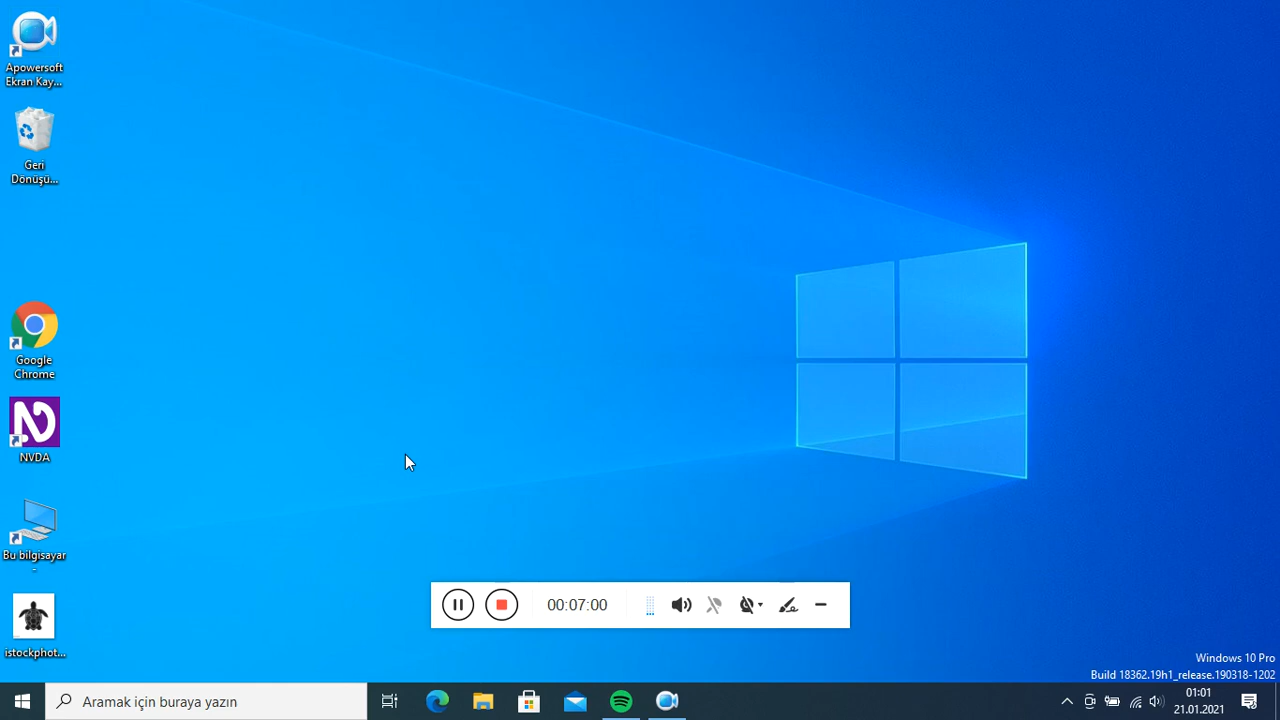 Apowersoft
Ekran Kay...
Geri
Dönüşü...
Google
Chrome
NVDA
Bu bilgisayar
-
istockphot...
00:07:00
Windows 10 Pro
Build 18362.19h1_release.190318-1202
Aramak için buraya yazın
01:01
21.01.2021